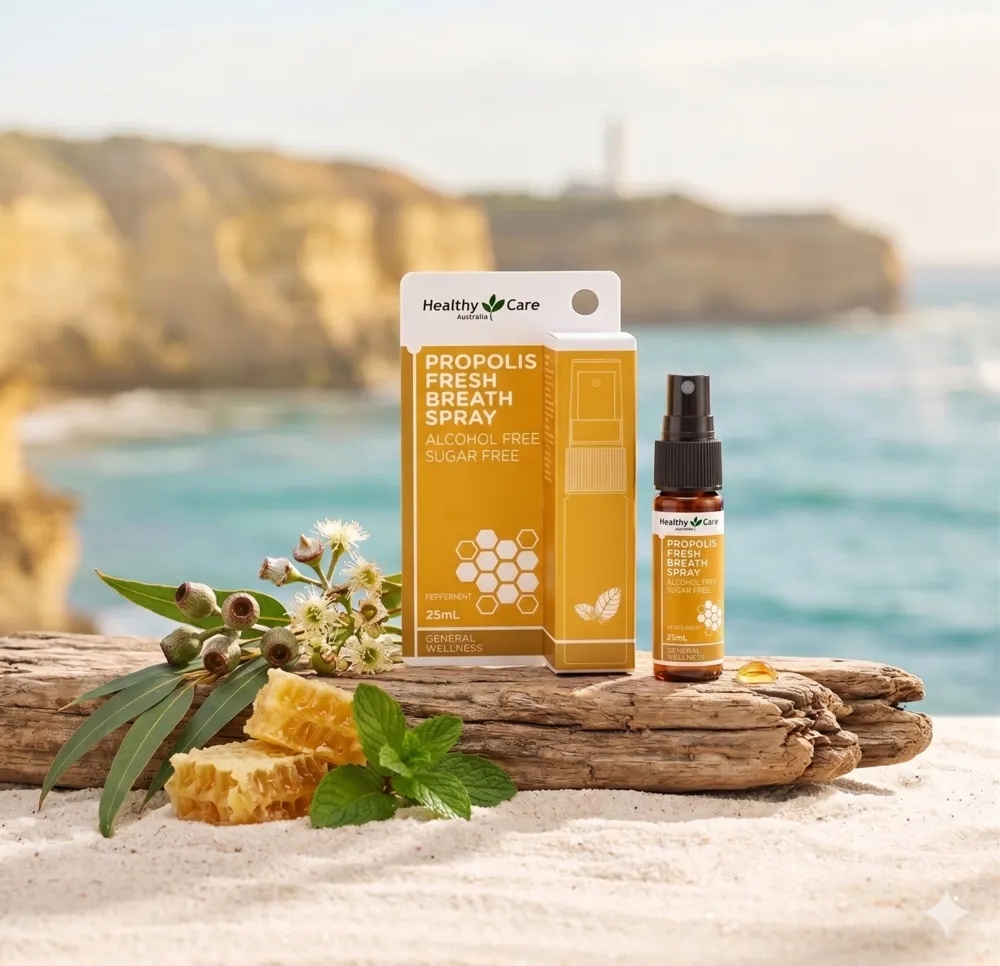 Healthy Care
Australia
PROPOLIS
FRESH
BREATH
SPRAY
ALCOHOL FREE
SUGAR FREE
PEPPERMINT
25mL
GENERAL
WELLNESS
Healthy Care
Australia
PROPOLIS
FRESH
BREATH
SPRAY
ALCOHOL FREE
SUGAR FREE
PEPPERMINT
25mL
GENERAL
WELLNESS